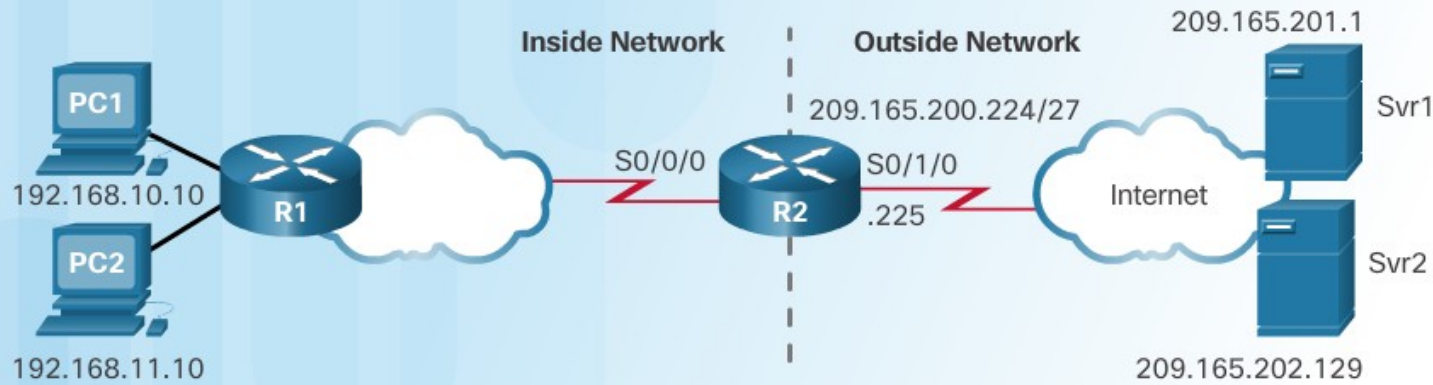 209.165.201.1
Inside Network
Outside Network
PC1
209.165.200.224/27
Svr1
S0/0/0
S0/1/0
192.168.10.10
R1
R2
.225
Internet
PC2
Svr2
192.168.11.10
209.165.202.129